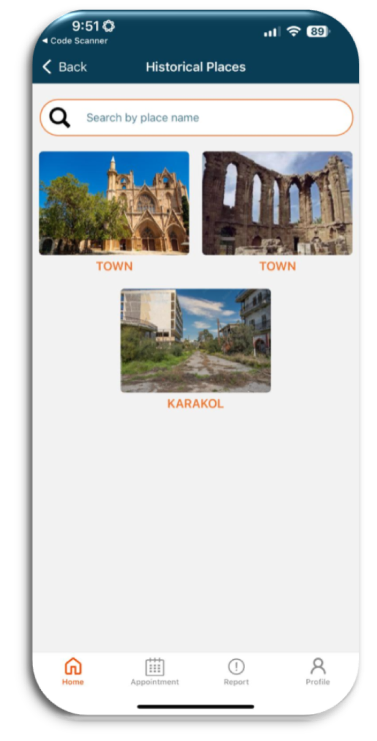 9:51
89
Code Scanner
Back
Historical Places
Search by place name
TOWN
TOWN
KARAKOL
Home
Appointment
Report
Profile